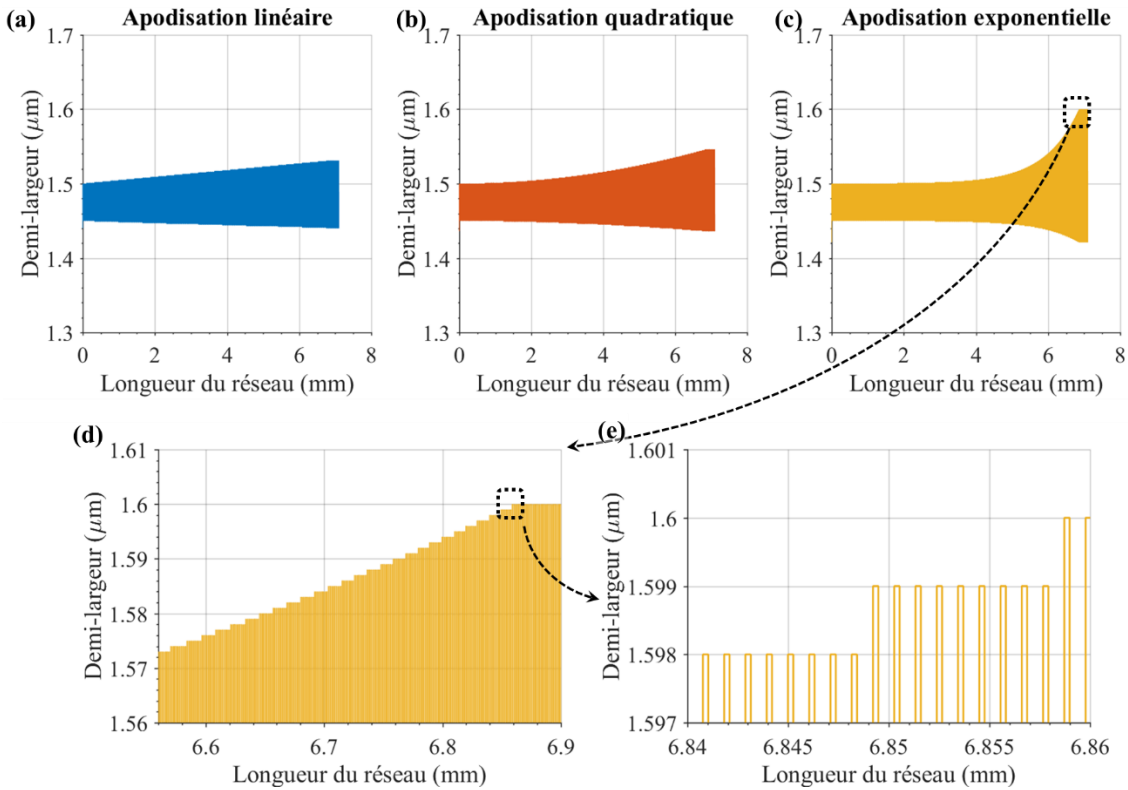 (a) Apodisation linéaire
1.7
1.6
1.5
1.4
1.3
0 2 4 6 8
Demi-largeur (μm)
Longueur du réseau (mm)
(b) Apodisation quadratique
1.7
1.6
1.5
1.4
1.3
0 2 4 6 8
Demi-largeur (μm)
Longueur du réseau (mm)
(c) Apodisation exponentielle
1.7
1.6
1.5
1.4
1.3
0 2 4 6 8
Demi-largeur (μm)
Longueur du réseau (mm)
(d)
1.61
1.6
1.59
1.58
1.57
1.56
6.6 6.7 6.8 6.9
Demi-largeur (μm)
Longueur du réseau (mm)
(e)
1.601
1.6
1.599
1.598
1.597
6.84 6.845 6.85 6.855 6.86
Demi-largeur (μm)
Longueur du réseau (mm)